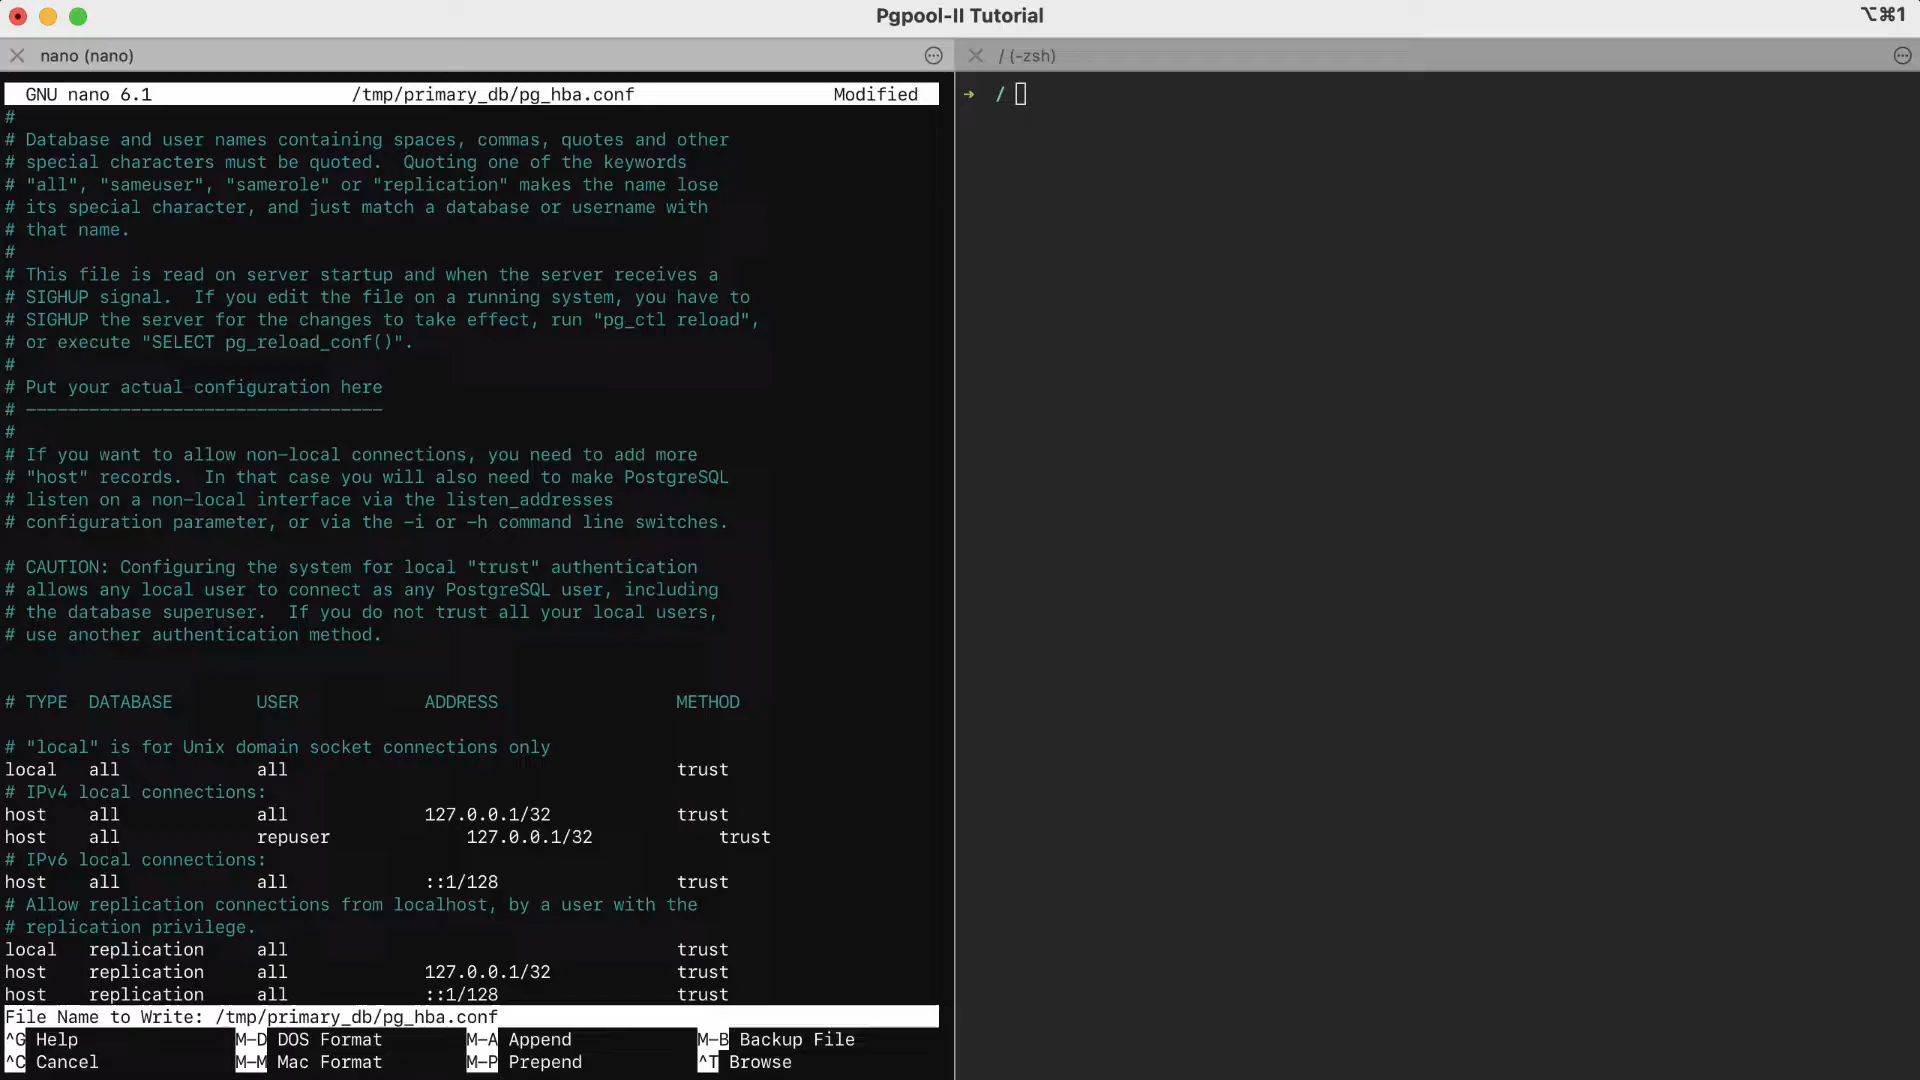 Pgpool-II Tutorial
⌥⌘1
nano (nano)
/ (-zsh)
GNU nano 6.1 /tmp/primary_db/pg_hba.conf Modified
#
# Database and user names containing spaces, commas, quotes and other
# special characters must be quoted.  Quoting one of the keywords
# "all", "sameuser", "samerole" or "replication" makes the name lose
# its special character, and just match a database or username with
# that name.
#
# This file is read on server startup and when the server receives a
# SIGHUP signal.  If you edit the file on a running system, you have to
# SIGHUP the server for the changes to take effect, run "pg_ctl reload",
# or execute "SELECT pg_reload_conf()".
#
# Put your actual configuration here
# ----------------------------------
#
# If you want to allow non-local connections, you need to add more
# "host" records.  In that case you will also need to make PostgreSQL
# listen on a non-local interface via the listen_addresses
# configuration parameter, or via the -i or -h command line switches.
# CAUTION: Configuring the system for local "trust" authentication
# allows any local user to connect as any PostgreSQL user, including
# the database superuser.  If you do not trust all your local users,
# use another authentication method.
# TYPE  DATABASE        USER            ADDRESS                 METHOD
# "local" is for Unix domain socket connections only
local   all             all                                     trust
# IPv4 local connections:
host    all             all             127.0.0.1/32            trust
host    all             repuser             127.0.0.1/32            trust
# IPv6 local connections:
host    all             all             ::1/128                 trust
# Allow replication connections from localhost, by a user with the
# replication privilege.
local   replication     all                                     trust
host    replication     all             127.0.0.1/32            trust
host    replication     all             ::1/128                 trust
File Name to Write: /tmp/primary_db/pg_hba.conf
^G Help M-D DOS Format M-A Append M-B Backup File
^C Cancel M-M Mac Format M-P Prepend ^T Browse
➜ /